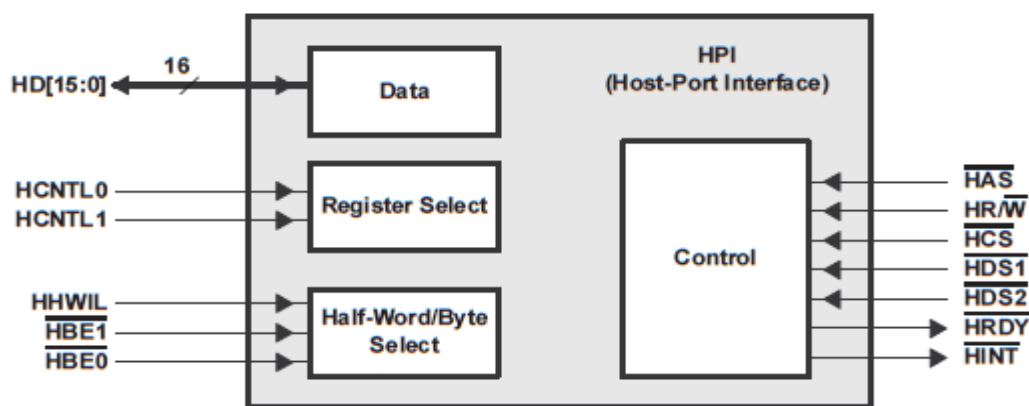 HD[15:0]
16
Data
HPI
(Host-Port Interface)
HCNTL0
HCNTL1
Register Select
HHWIL
HBE1
HBE0
Half-Word/Byte
Select
Control
HAS
HR/W
HCS
HDS1
HDS2
HRDY
HINT